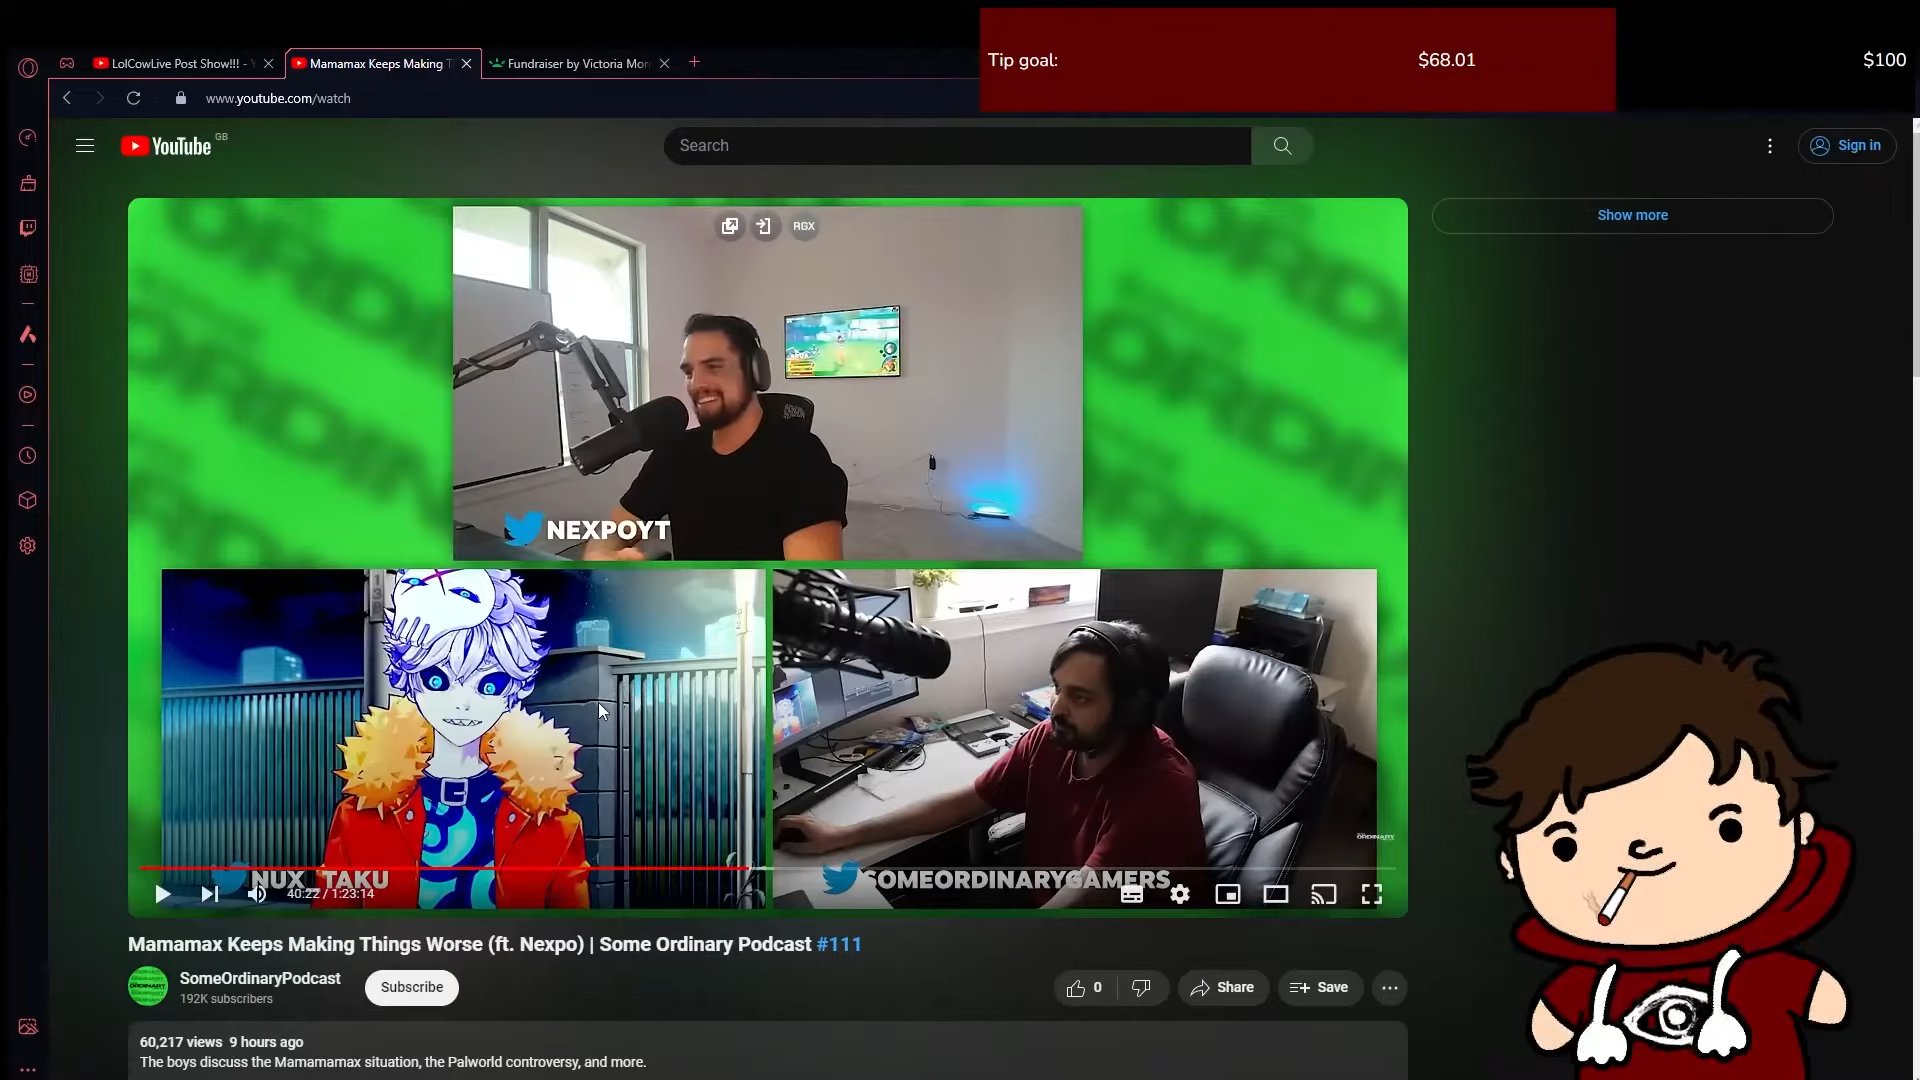 Tip goal:
$68.01
$100
LolCowLive Post Show!!! -
Mamamax Keeps Making
Fundraiser by Victoria Mor
www.youtube.com/watch
YouTube
GB
Search
Sign in
RGX
Show more
NEXPOYT
NUX_TAKU
SOMEORDINARYGAMERS
ORDINARY
40:22 / 1:23:14
Mamamax Keeps Making Things Worse (ft. Nexpo) | Some Ordinary Podcast #111
SomeOrdinaryPodcast
192K subscribers
Subscribe
0
Share
Save
60,217 views 9 hours ago
The boys discuss the Mamamamax situation, the Palworld controversy, and more.